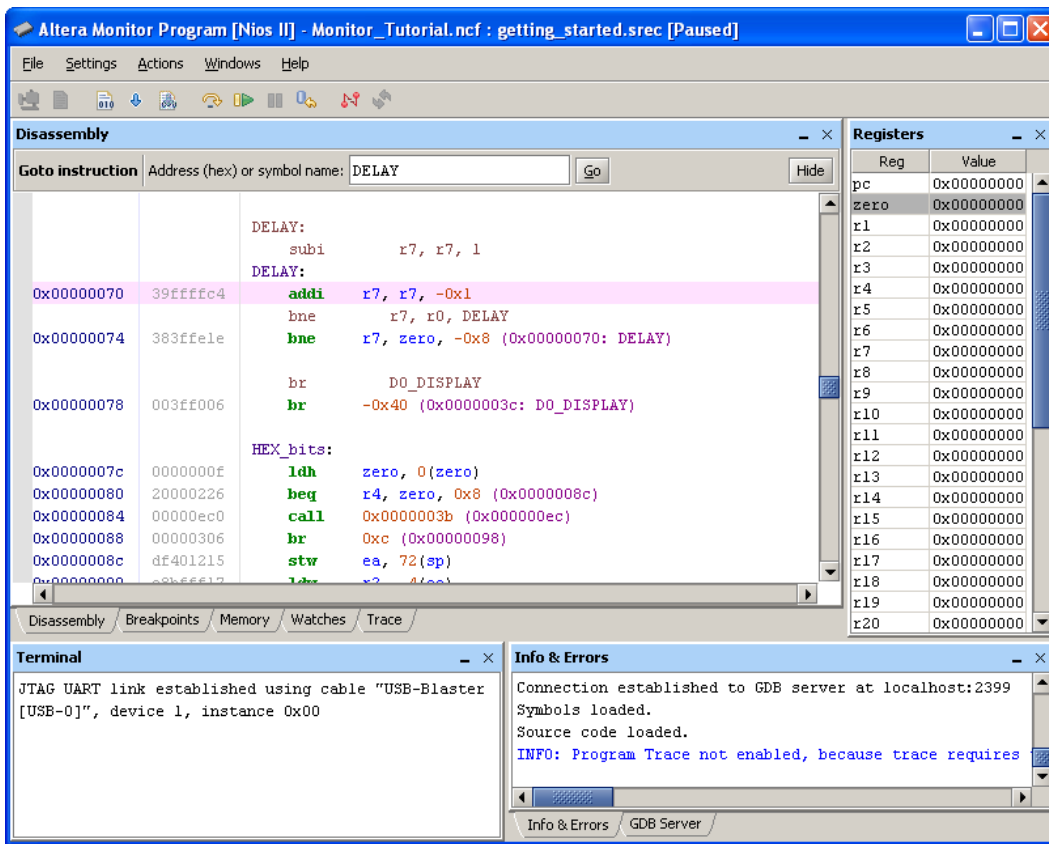 Altera Monitor Program [Nios II] - Monitor_Tutorial.ncf : getting_started.srec [Paused]
File Settings Actions Windows Help
Disassembly
Goto instruction Address (hex) or symbol name: DELAY Go Hide
DELAY:
subi r7, r7, 1
DELAY:
0x00000070 39ffffc4 addi r7, r7, -0x1
bne r7, r0, DELAY
0x00000074 383ffe1e bne r7, zero, -0x8 (0x00000070: DELAY)
br DO_DISPLAY
0x00000078 003ff006 br -0x40 (0x0000003c: DO_DISPLAY)
HEX_bits:
0x0000007c 0000000f ldh zero, 0(zero)
0x00000080 20000226 beq r4, zero, 0x8 (0x0000008c)
0x00000084 00000ec0 call 0x0000003b (0x000000ec)
0x00000088 00000306 br 0xc (0x00000098)
0x0000008c df401215 stw ea, 72(sp)
Disassembly Breakpoints Memory Watches Trace
Registers
Reg Value
pc 0x00000000
zero 0x00000000
r1 0x00000000
r2 0x00000000
r3 0x00000000
r4 0x00000000
r5 0x00000000
r6 0x00000000
r7 0x00000000
r8 0x00000000
r9 0x00000000
r10 0x00000000
r11 0x00000000
r12 0x00000000
r13 0x00000000
r14 0x00000000
r15 0x00000000
r16 0x00000000
r17 0x00000000
r18 0x00000000
r19 0x00000000
r20 0x00000000
Terminal
JTAG UART link established using cable "USB-Blaster
[USB-0]", device 1, instance 0x00
Info & Errors
Connection established to GDB server at localhost:2399
Symbols loaded.
Source code loaded.
INFO: Program Trace not enabled, because trace requires
Info & Errors GDB Server